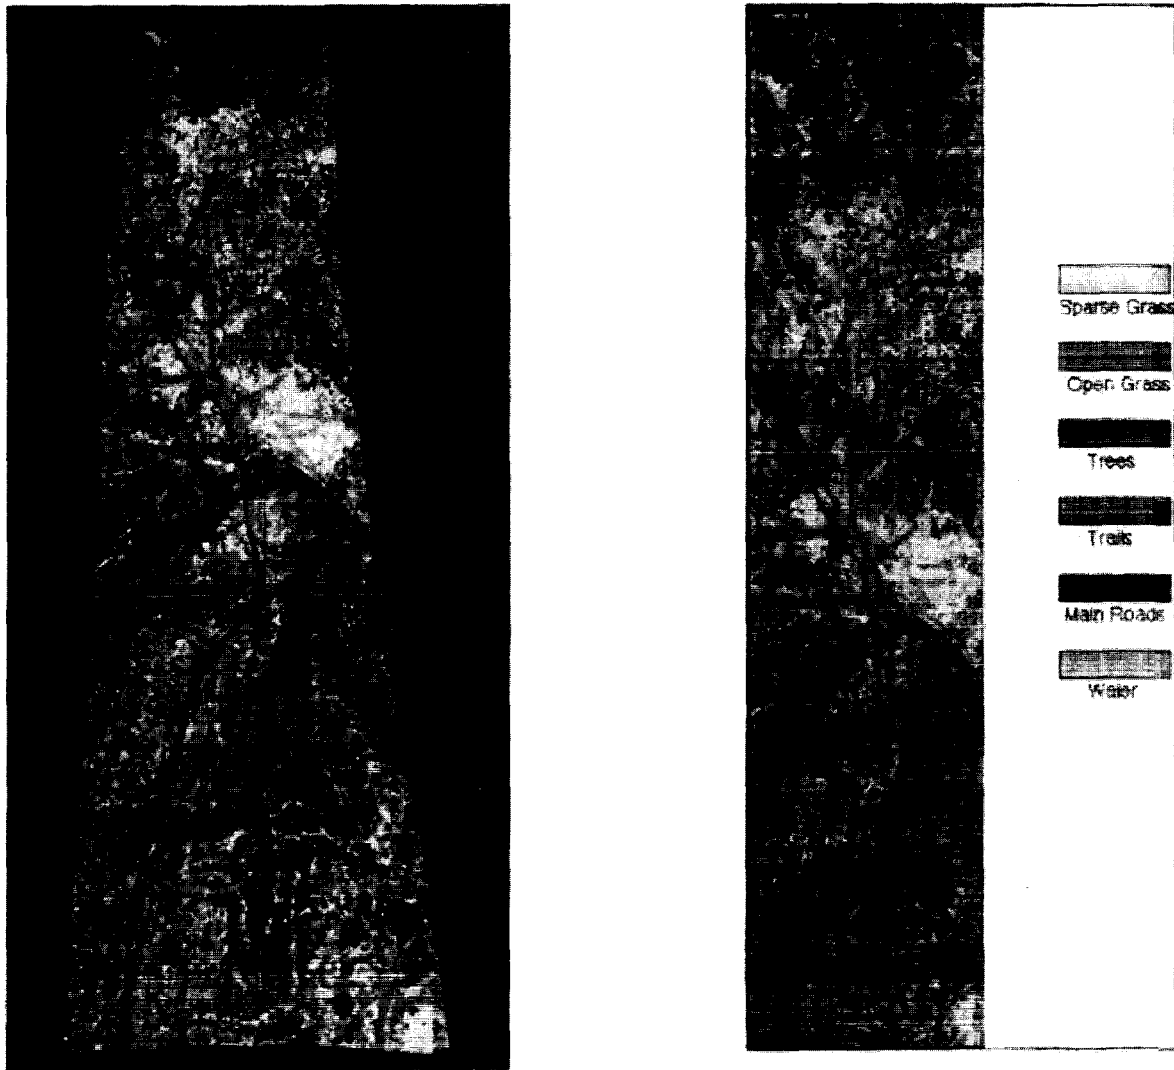 Sparse Grass
Open Grass
Trees
Trails
Main Roads
Water